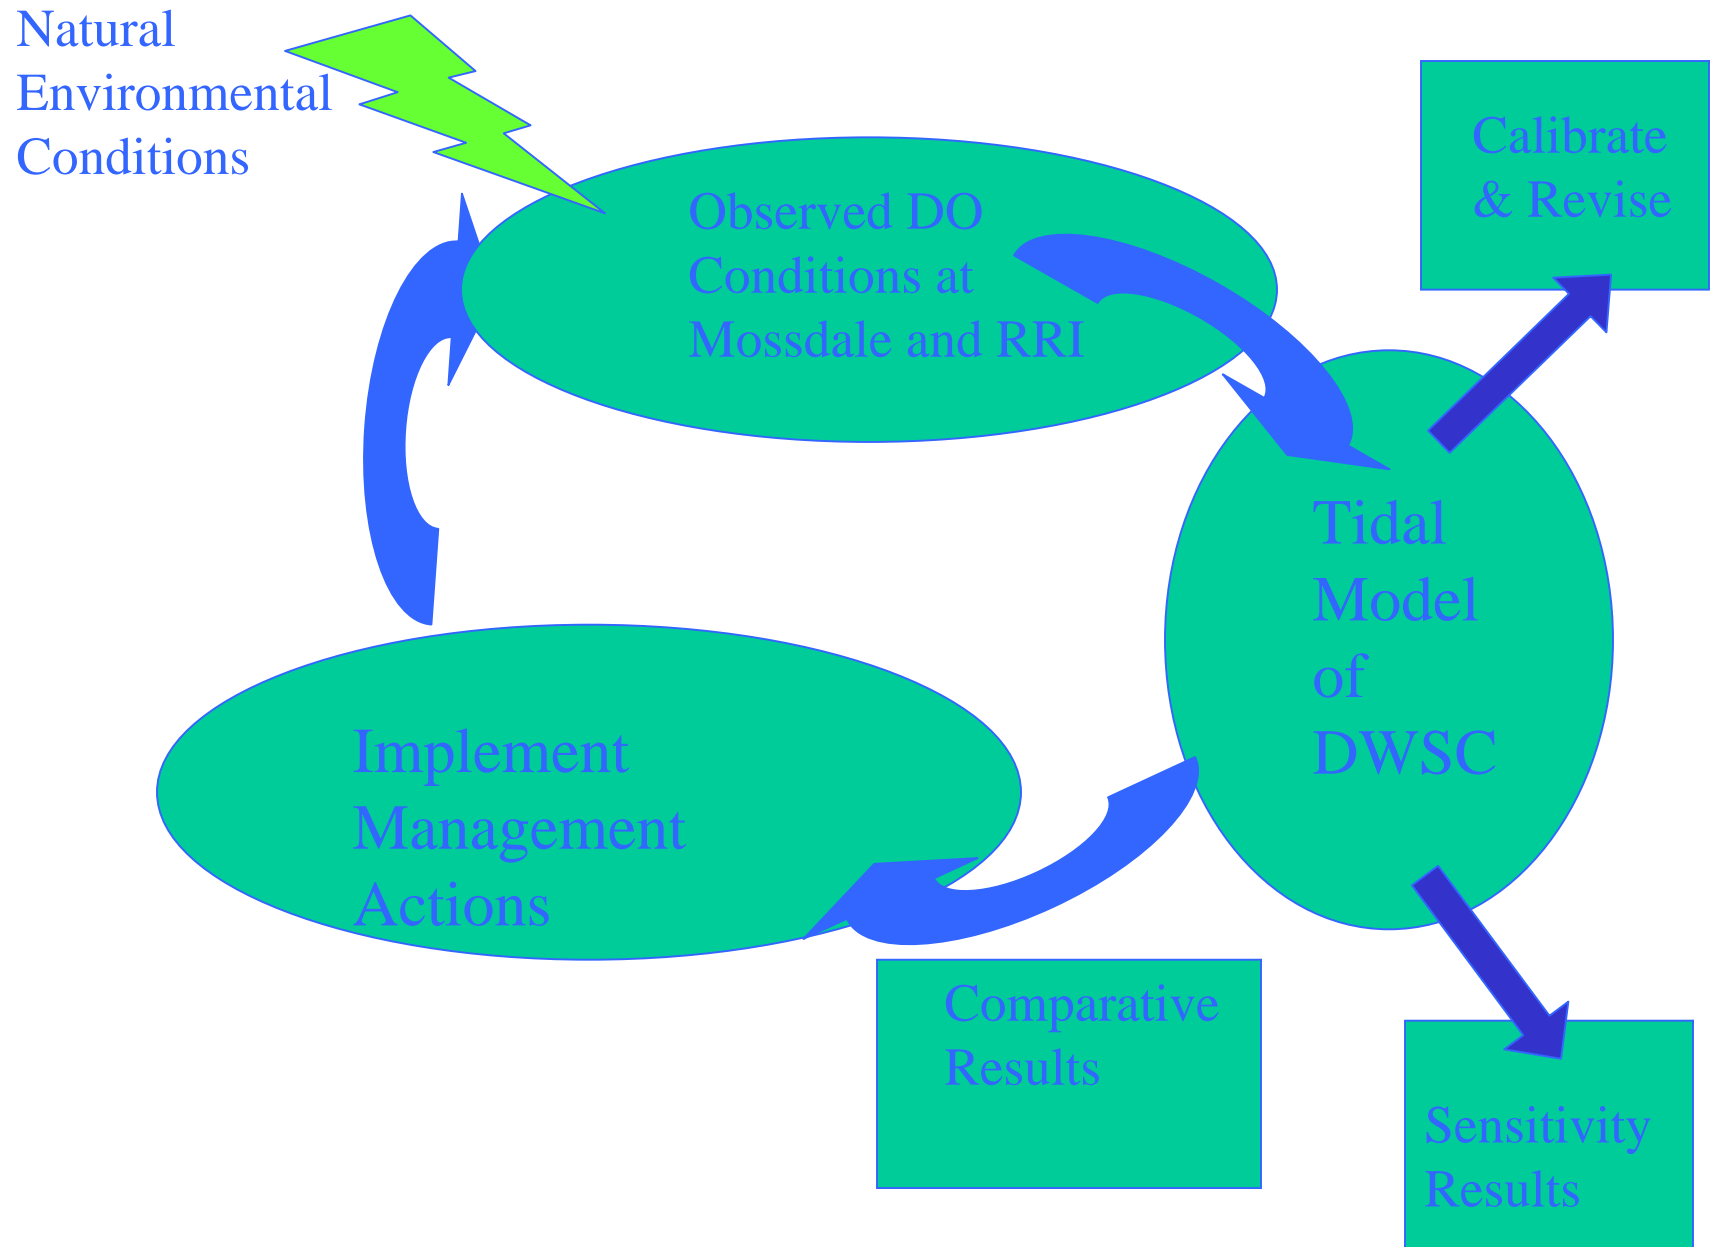 Natural
Environmental
Conditions
Observed DO
Conditions at
Mossdale and RRI
Calibrate
& Revise
Tidal
Model
of
DWSC
Implement
Management
Actions
Comparative
Results
Sensitivity
Results